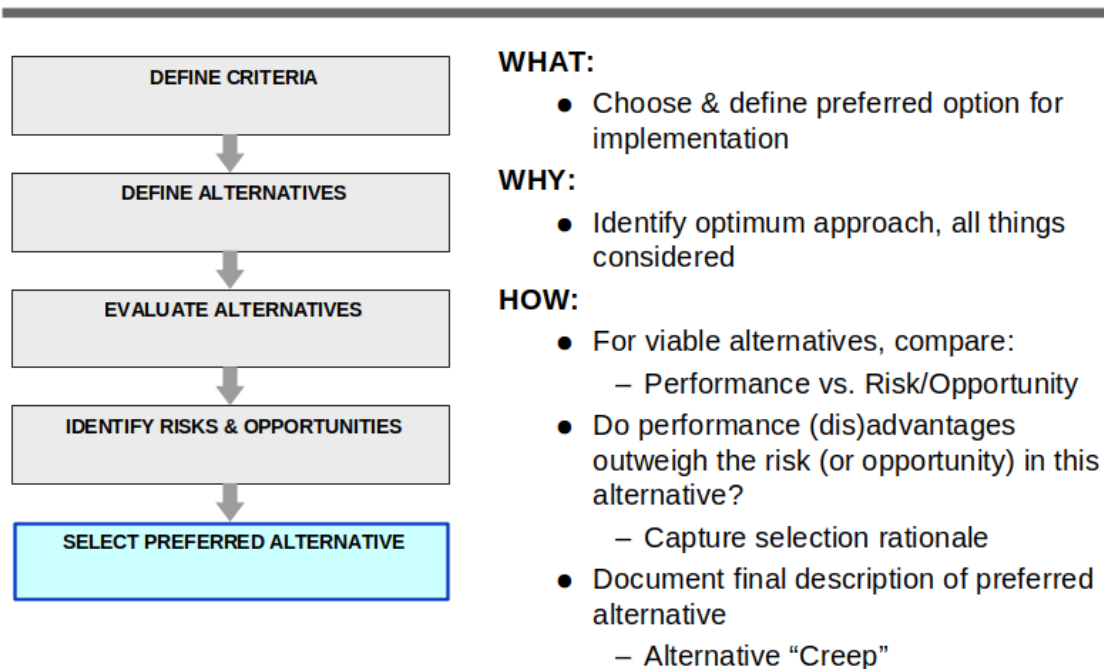 DEFINE CRITERIA
DEFINE ALTERNATIVES
EVALUATE ALTERNATIVES
IDENTIFY RISKS & OPPORTUNITIES
SELECT PREFERRED ALTERNATIVE
WHAT:
● Choose & define preferred option for
implementation
WHY:
● Identify optimum approach, all things
considered
HOW:
● For viable alternatives, compare:
– Performance vs. Risk/Opportunity
● Do performance (dis)advantages
outweigh the risk (or opportunity) in this
alternative?
– Capture selection rationale
● Document final description of preferred
alternative
– Alternative “Creep”